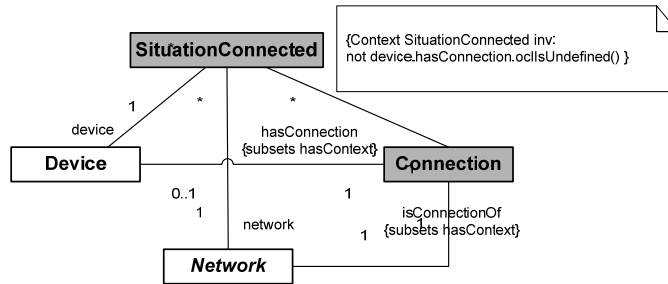 {Context SituationConnected inv:
not device.hasConnection.oclIsUndefined() }
SituationConnected
*
1
*
*
device
hasConnection
{subsets hasContext}
Device
Connection
0..1
1
1
isConnectionOf
{subsets hasContext}
1
network
1
Network